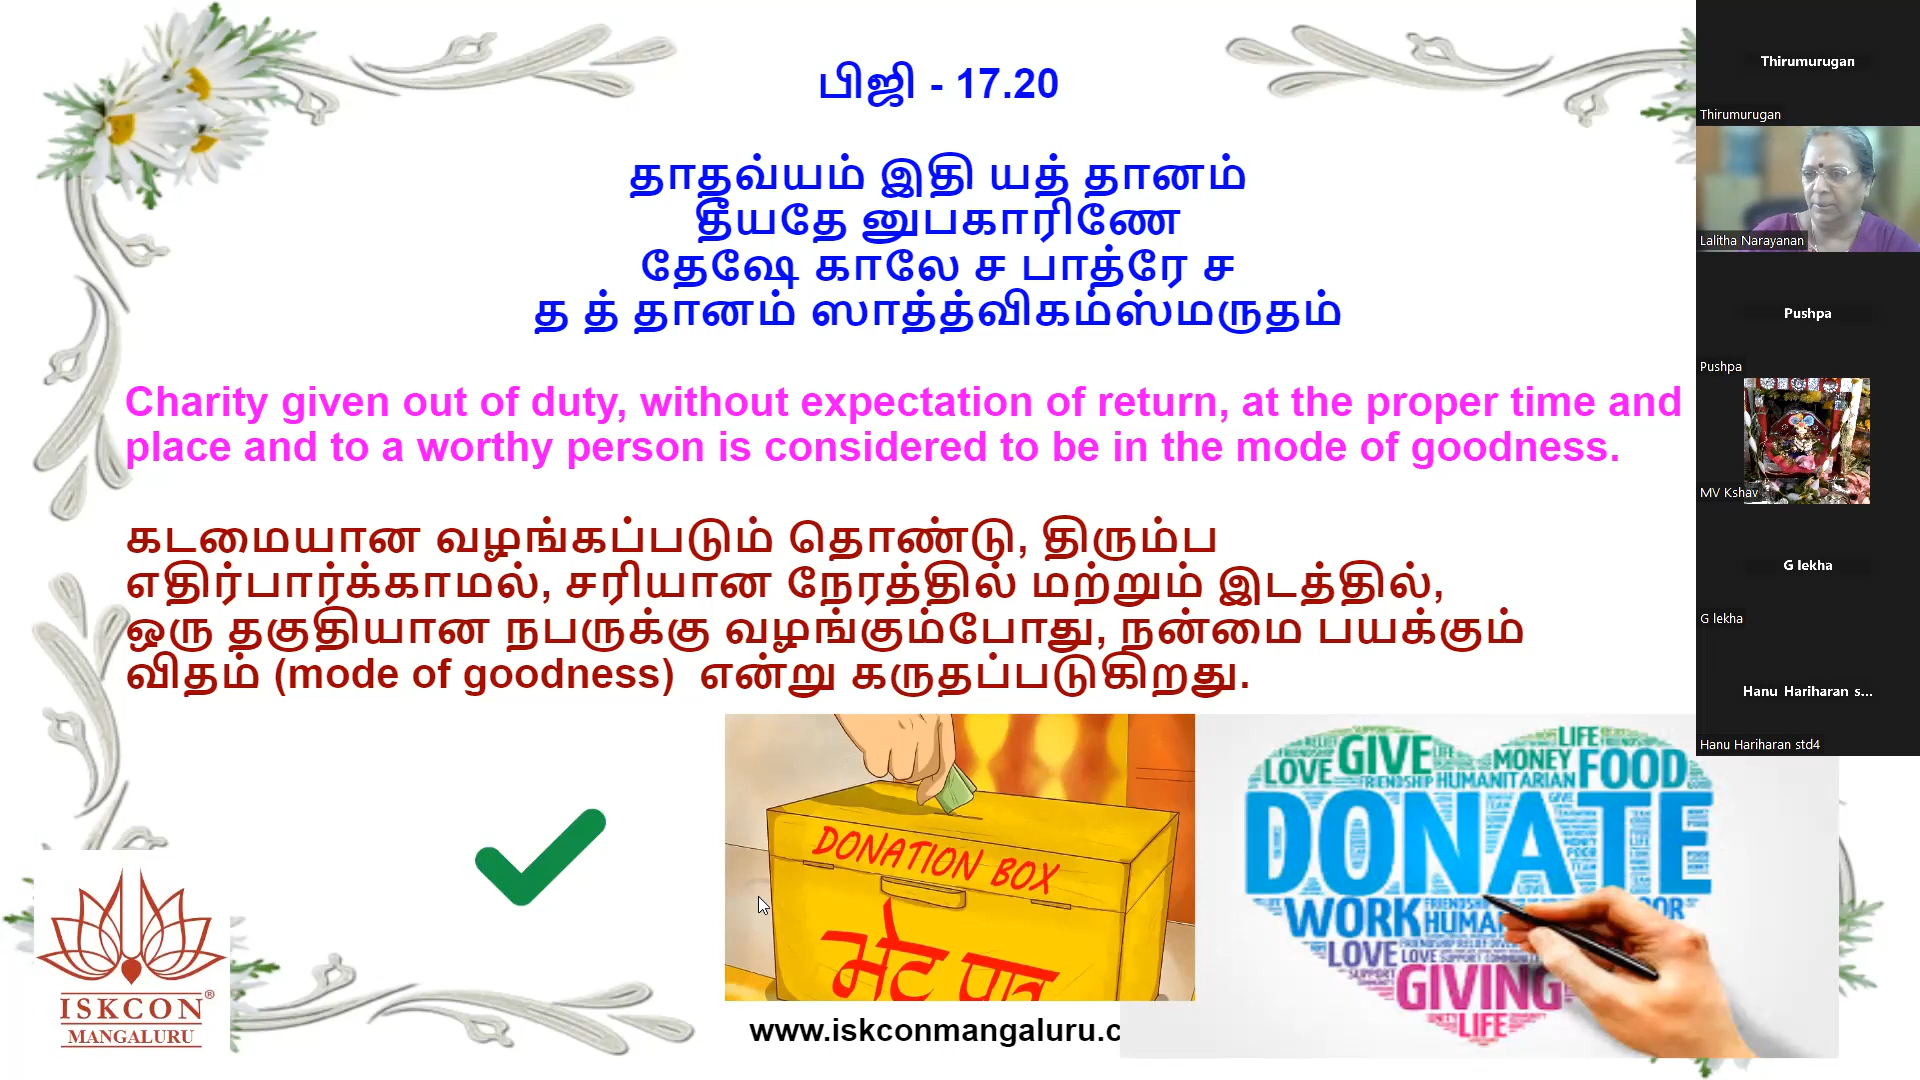 பிஜி - 17.20
தாதவ்யம் இதி யத் தானம்
தீயதே னுபகாரிணே
தேஷே காலே ச பாத்ரே ச
த த் தானம் ஸாத்த்விகம்ஸ்மருதம்
Charity given out of duty, without expectation of return, at the proper time and
place and to a worthy person is considered to be in the mode of goodness.
கடமையான வழங்கப்படும் தொண்டு, திரும்ப
எதிர்பார்க்காமல், சரியான நேரத்தில் மற்றும் இடத்தில்,
ஒரு தகுதியான நபருக்கு வழங்கும்போது, நன்மை பயக்கும்
விதம் (mode of goodness) என்று கருதப்படுகிறது.
DONATION BOX
भेट पात्र
LIFE
GIVE
MONEY
FOOD
LOVE
FRIENDSHIP HUMANITARIAN
DONATE
WORK
LOVE LOVE
GIVING
LIFE
ISKCON®
MANGALURU
www.iskconmangaluru.c
Thirumurugan
Thirumurugan
Lalitha Narayanan
Pushpa
Pushpa
MV Kshav
G lekha
G lekha
Hanu Hariharan s...
Hanu Hariharan std4